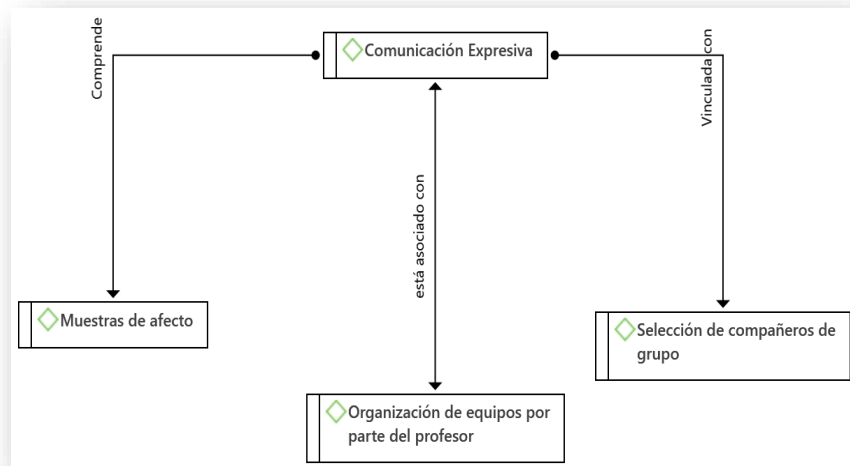 Comunicación Expresiva
Comprende
Vinculada con
está asociado con
Muestras de afecto
Selección de compañeros de
grupo
Organización de equipos por
parte del profesor